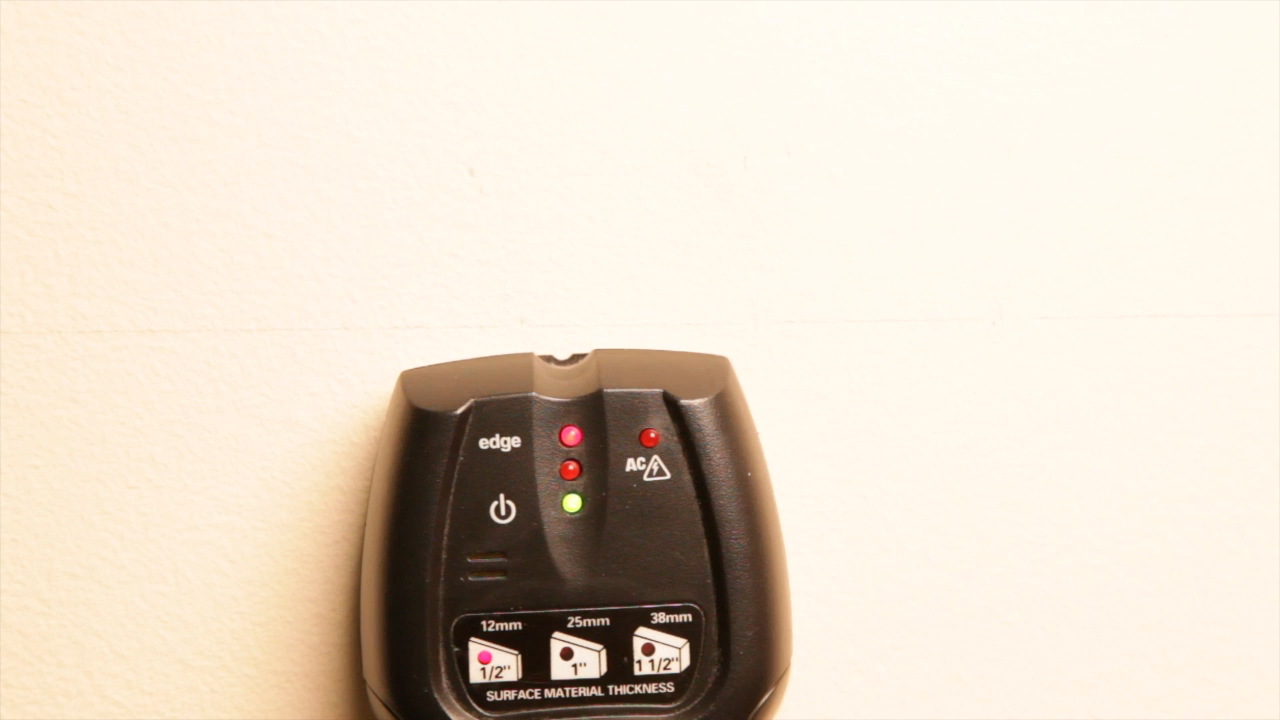 edge
AC
12mm 25mm 38mm
1/2" 1" 1 1/2"
SURFACE MATERIAL THICKNESS